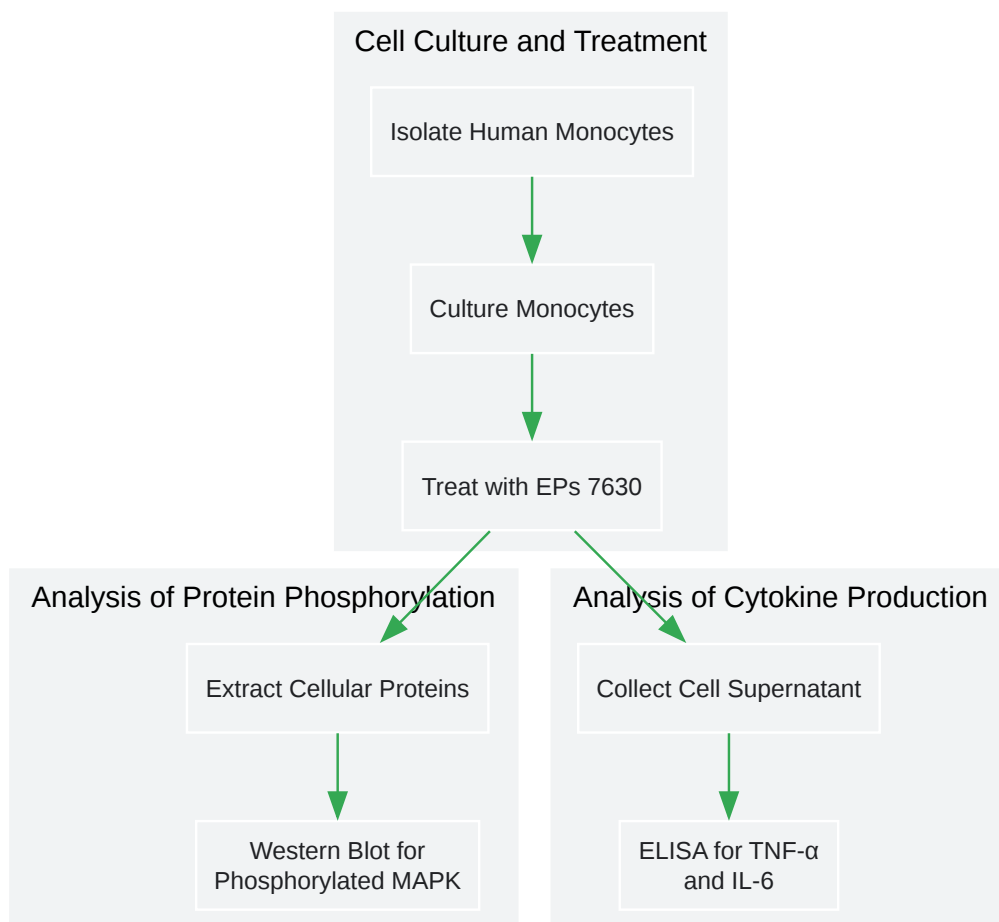 Cell Culture and Treatment
Isolate Human Monocytes
Culture Monocytes
Treat with EPs 7630
Analysis of Protein Phosphorylation
Extract Cellular Proteins
Western Blot for
Phosphorylated MAPK
Analysis of Cytokine Production
Collect Cell Supernatant
ELISA for TNF-α
and IL-6